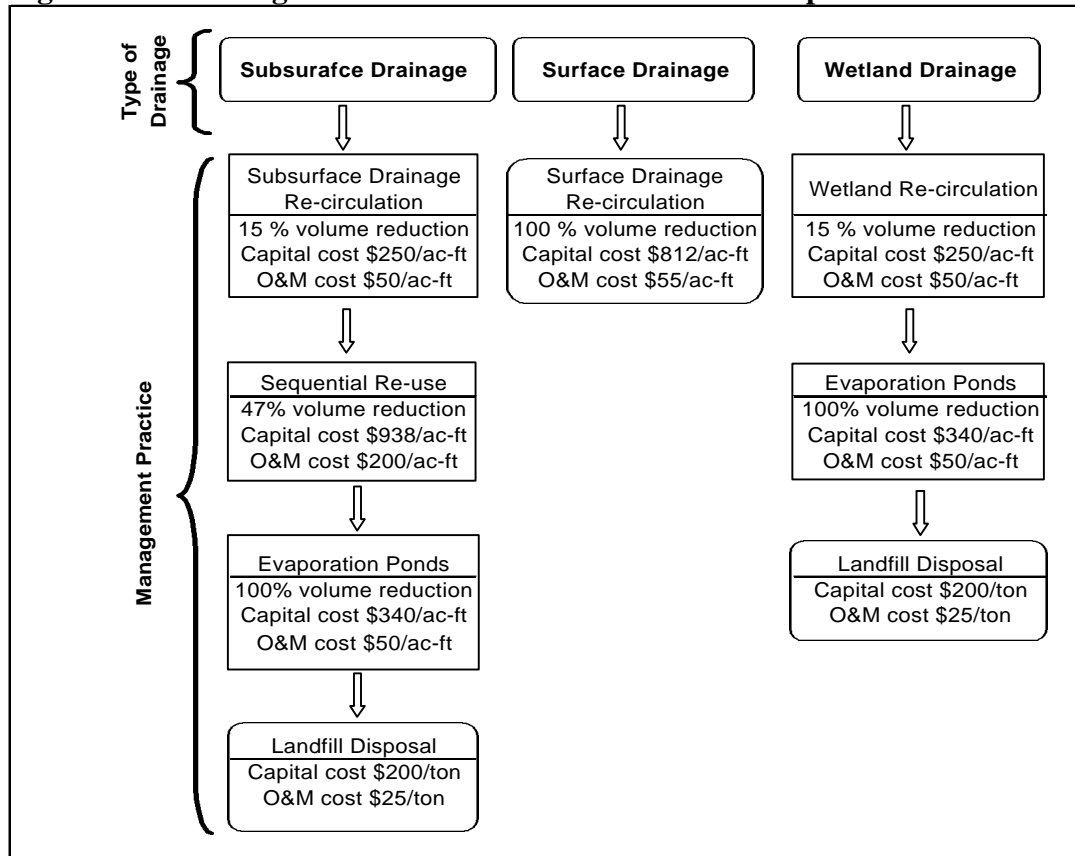 Type of
Drainage
Subsurafce Drainage
Surface Drainage
Wetland Drainage
Management Practice
Subsurface Drainage
Re-circulation
15 % volume reduction
Capital cost $250/ac-ft
O&M cost $50/ac-ft
Sequential Re-use
47% volume reduction
Capital cost $938/ac-ft
O&M cost $200/ac-ft
Evaporation Ponds
100% volume reduction
Capital cost $340/ac-ft
O&M cost $50/ac-ft
Landfill Disposal
Capital cost $200/ton
O&M cost $25/ton
Surface Drainage
Re-circulation
100 % volume reduction
Capital cost $812/ac-ft
O&M cost $55/ac-ft
Wetland Re-circulation
15 % volume reduction
Capital cost $250/ac-ft
O&M cost $50/ac-ft
Evaporation Ponds
100% volume reduction
Capital cost $340/ac-ft
O&M cost $50/ac-ft
Landfill Disposal
Capital cost $200/ton
O&M cost $25/ton